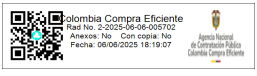 Colombia Compra Eficiente
Rad No. 2-2025-06-06-005702
Anexos: No Con copia: No
Fecha: 06/06/2025 18:19:07
Agencia Nacional
de Contratación Pública
Colombia Compra Eficiente